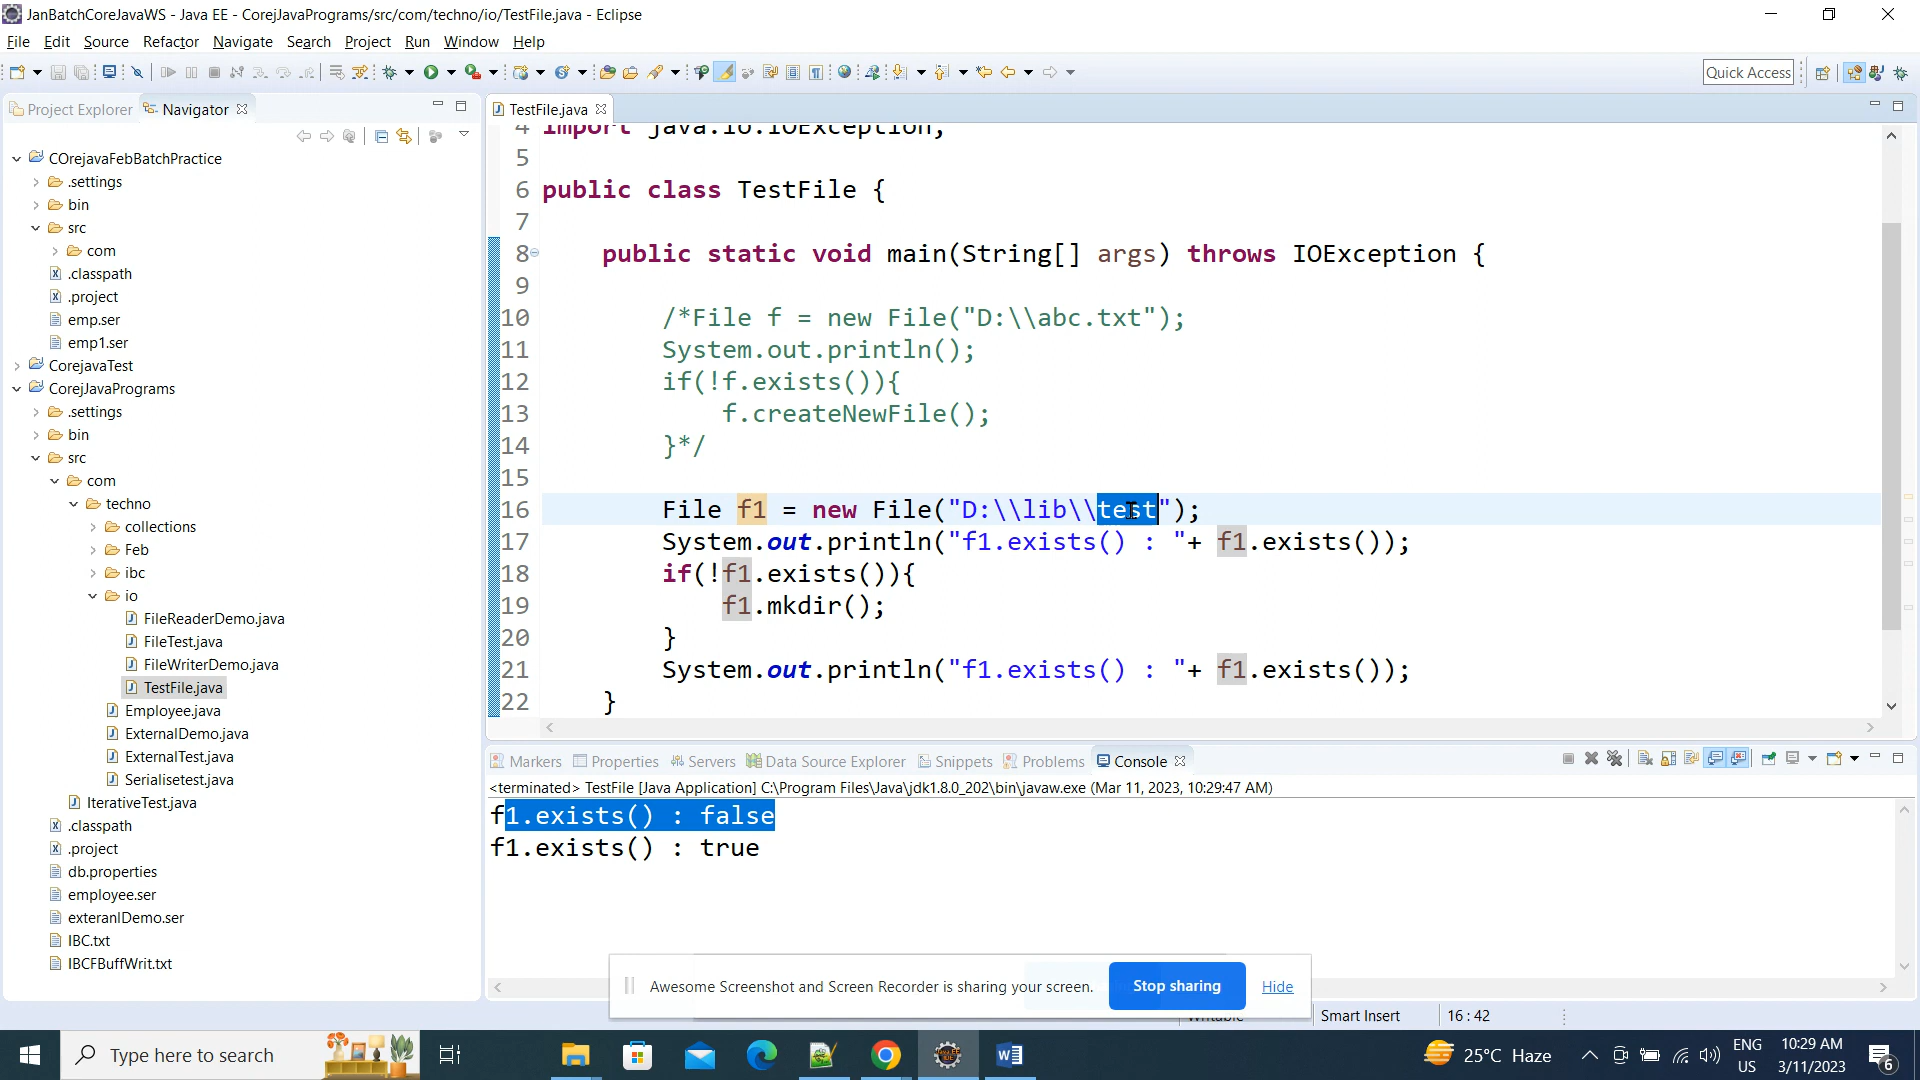 JanBatchCoreJavaWS - Java EE - CorejJavaPrograms/src/com/techno/io/TestFile.java - Eclipse
File Edit Source Refactor Navigate Search Project Run Window Help
Quick Access
Project Explorer Navigator
COrejavaFebBatchPractice
.settings
bin
src
com
.classpath
.project
emp.ser
emp1.ser
CorejavaTest
CorejJavaPrograms
.settings
bin
src
com
techno
collections
Feb
ibc
io
FileReaderDemo.java
FileTest.java
FileWriterDemo.java
TestFile.java
Employee.java
ExternalDemo.java
ExternalTest.java
Serialisetest.java
IterativeTest.java
.classpath
.project
db.properties
employee.ser
exteranlDemo.ser
IBC.txt
IBCFBuffWrit.txt
TestFile.java
4 import java.io.IOException;
5
6 public class TestFile {
7
8 public static void main(String[] args) throws IOException {
9
10 /*File f = new File("D:\\abc.txt");
11 System.out.println();
12 if(!f.exists()){
13 f.createNewFile();
14 }*/
15
16 File f1 = new File("D:\\lib\\test");
17 System.out.println("f1.exists() : "+ f1.exists());
18 if(!f1.exists()){
19 f1.mkdir();
20 }
21 System.out.println("f1.exists() : "+ f1.exists());
22 }
Markers Properties Servers Data Source Explorer Snippets Problems Console
<terminated> TestFile [Java Application] C:\Program Files\Java\jdk1.8.0_202\bin\javaw.exe (Mar 11, 2023, 10:29:47 AM)
f1.exists() : false
f1.exists() : true
Awesome Screenshot and Screen Recorder is sharing your screen. Stop sharing Hide
Writable Smart Insert 16 : 42
Type here to search
25°C Haze
ENG
US
10:29 AM
3/11/2023
6